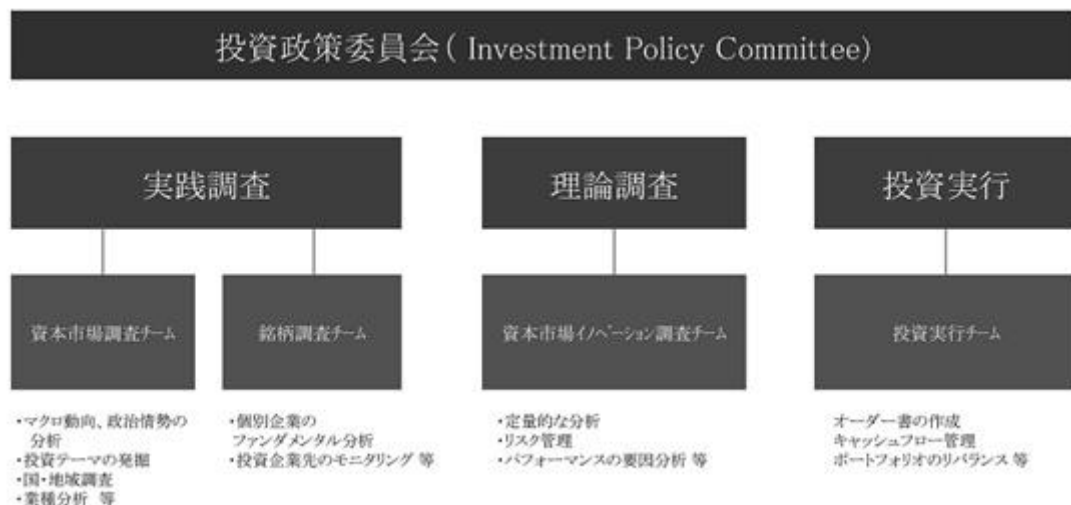 投資政策委員会( Investment Policy Committee)
実践調査
理論調査
投資実行
資本市場調査チーム
銘柄調査チーム
資本市場イノベーション調査チーム
投資実行チーム
・マクロ動向、政治情勢の
分析
・投資テーマの発掘
・国・地域調査
・業種分析 等
・個別企業の
ファンダメンタル分析
・投資企業先のモニタリング 等
・定量的な分析
・リスク管理
・パフォーマンスの要因分析 等
オーダー書の作成
キャッシュフロー管理
ポートフォリオのリバランス 等